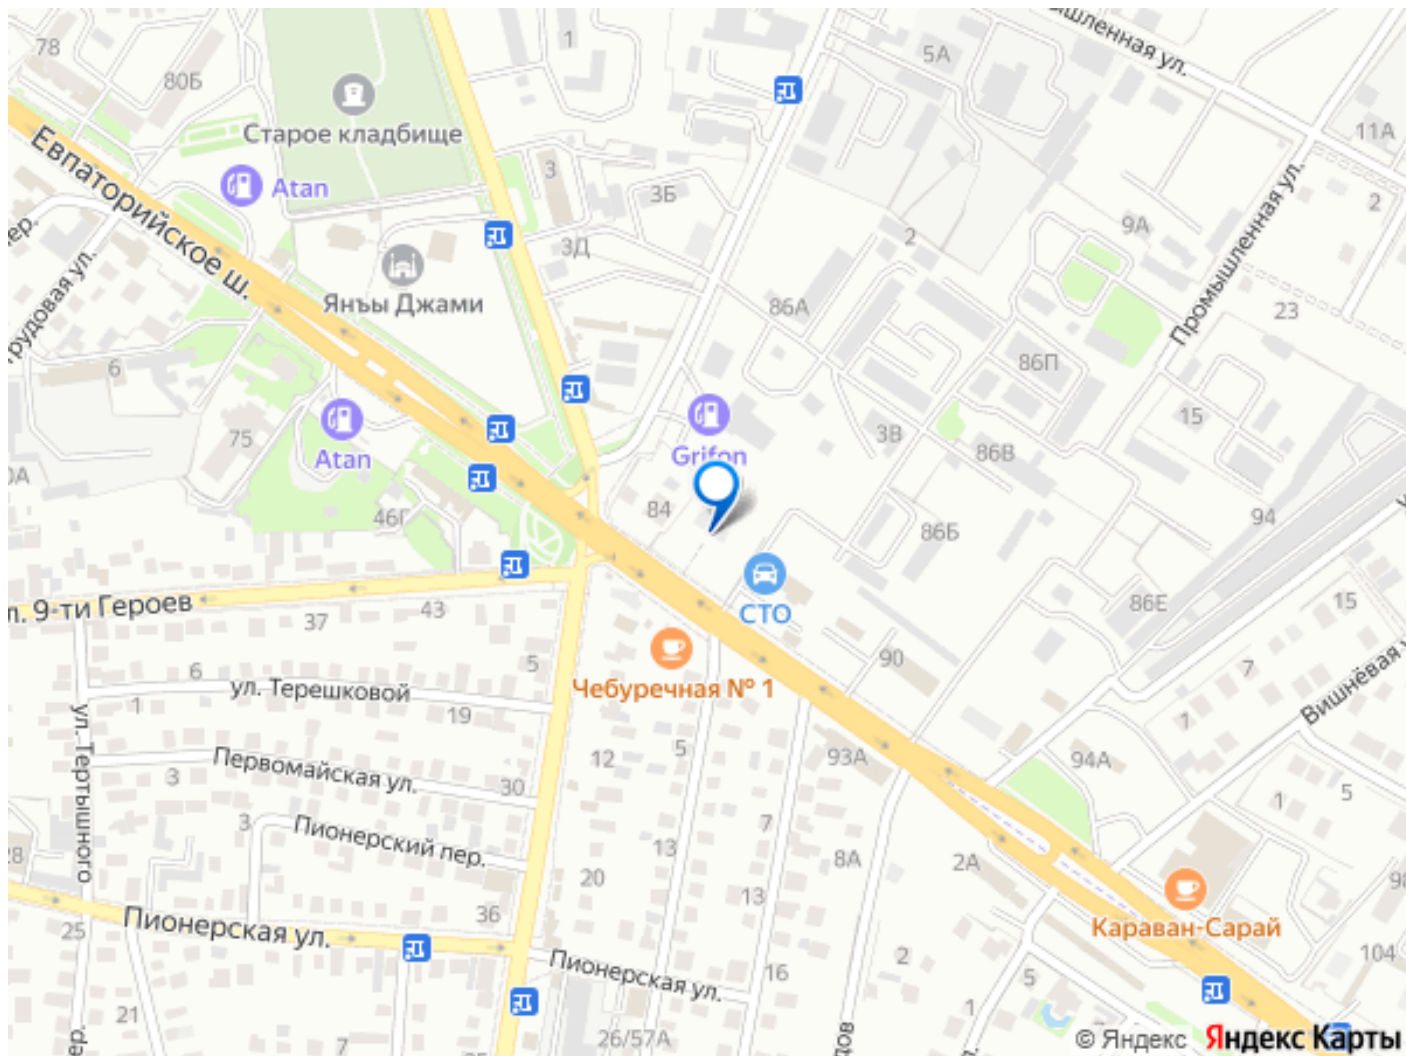 78
80Б
1
5А
11А
Старое кладбище
Atan
3
3Б
2
9А
2
3Д
Евпаторийское ш.
Промышленная ул.
Янъы Джами
86А
23
6
86П
15
75
Atan
Grifon
3В
86В
84
46Г
86Б
94
СТО
9-ти Героев
37
43
86Е
15
7
90
Вишнёвая
5
6
ул. Терешковой
1
19
Чебуречная № 1
5
12
93А
94А
1
1
5
ул. Тертышного
Первомайская ул.
3
30
3
Пионерский пер.
7
13
8А
2А
28
20
13
36
Караван-Сарай
Пионерская ул.
25
Пионерская ул.
16
2
5
104
1
21
7
26/57А
© Яндекс Яндекс Карты